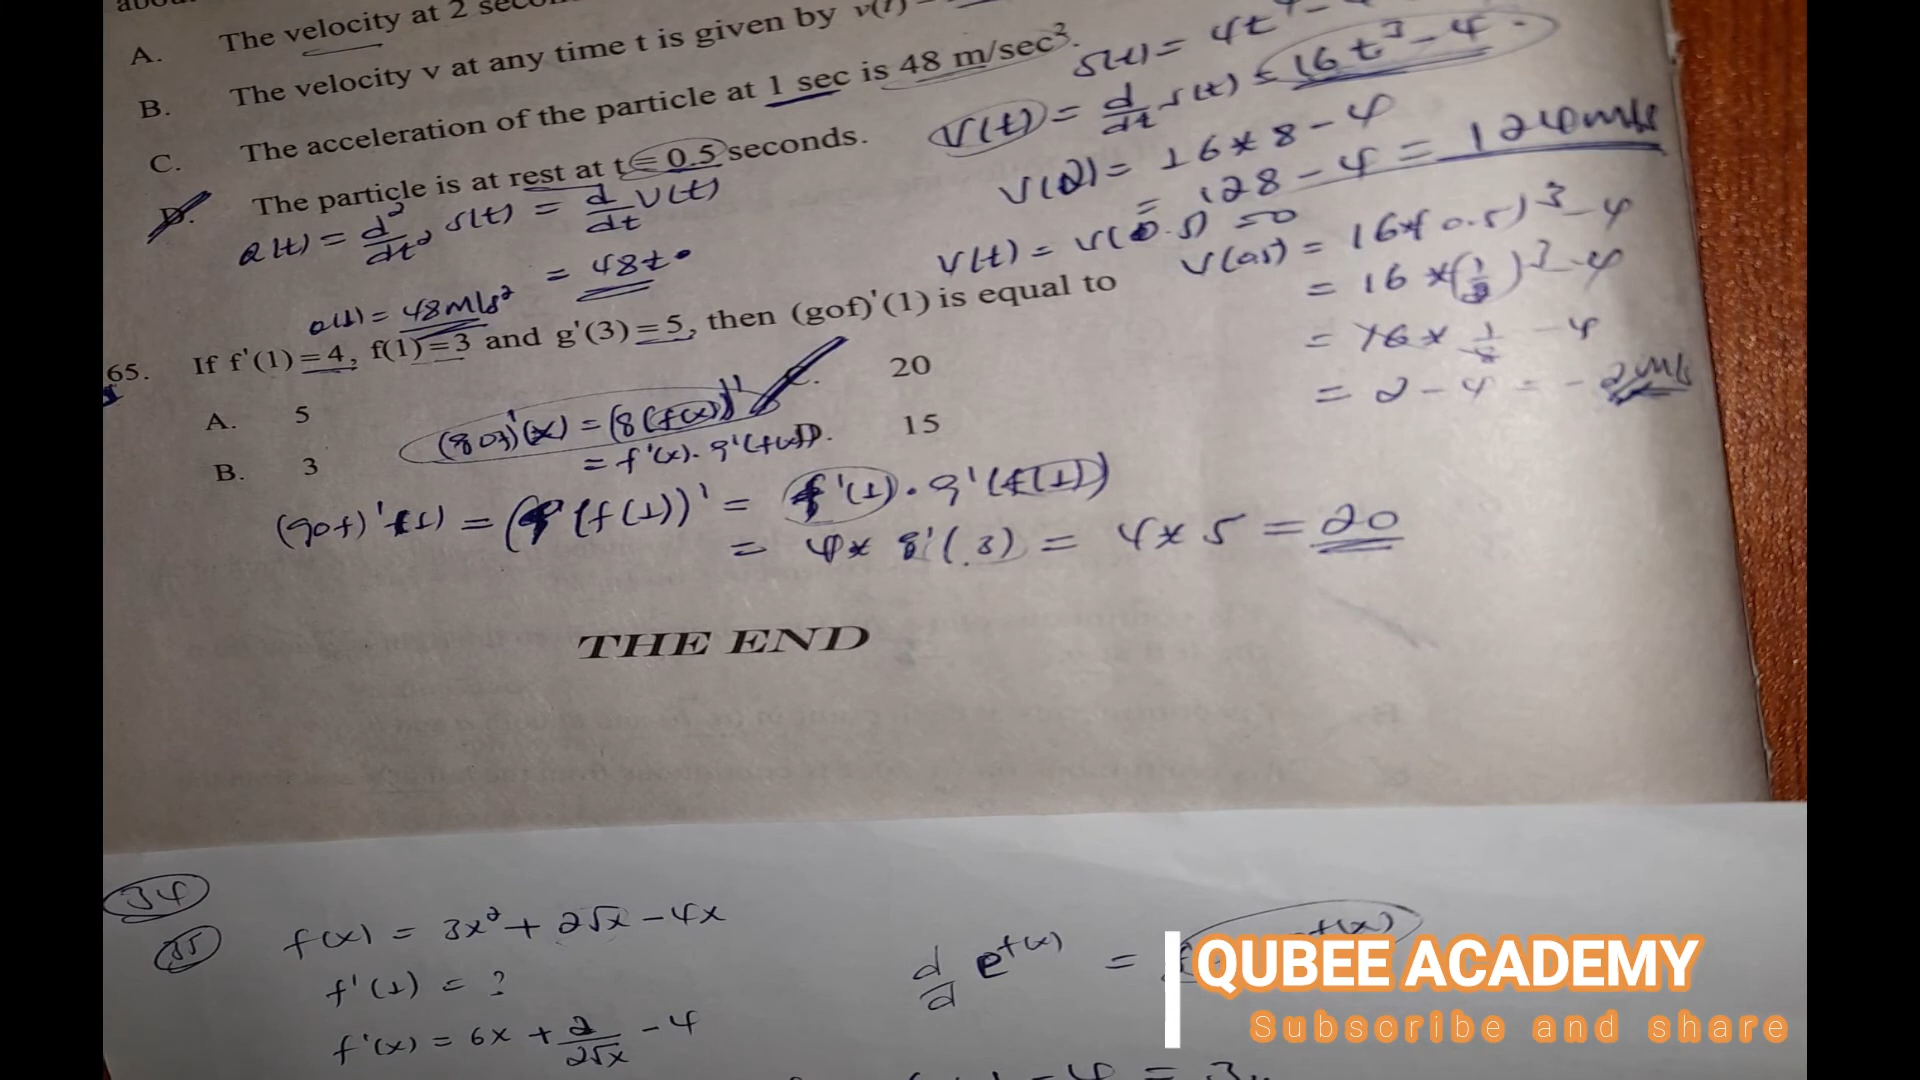 A. The velocity at 2
B. The velocity v at any time t is given by v(t)
C. The acceleration of the particle at 1 sec is 48 m/sec³.
D. The particle is at rest at t = 0.5 seconds.
S(t) = 4t⁴ -
V(t) = d/dt s(t) = 16t³ - 4
V(2) = 16 * 8 - 4
= 128 - 4 = 124 m/s
V(t) = V(0.5) = 0
V(0.5) = 16 * (0.5)³ - 4
= 16 * (1/2)³ - 4
= 16 * 1/8 - 4
= 2 - 4 = -2 m/s
a(t) = d²/dt² s(t) = d/dt V(t)
= 48t²
a(1) = 48 m/s²
65. If f'(1) = 4, f(1) = 3 and g'(3) = 5, then (gof)'(1) is equal to
A. 5 C. 20
B. 3 D. 15
(gof)'(x) = (g(f(x)))'
= f'(x). g'(f(x))
(gof)'(1) = (g(f(1))' = f'(1). g'(f(1))
= 4 * g'(3) = 4 * 5 = 20
THE END
34
35 f(x) = 3x² + 2√x - 4x
f'(1) = ?
f'(x) = 6x + 2/2√x - 4
d/d e^f(x) =
QUBEE ACADEMY
Subscribe and share